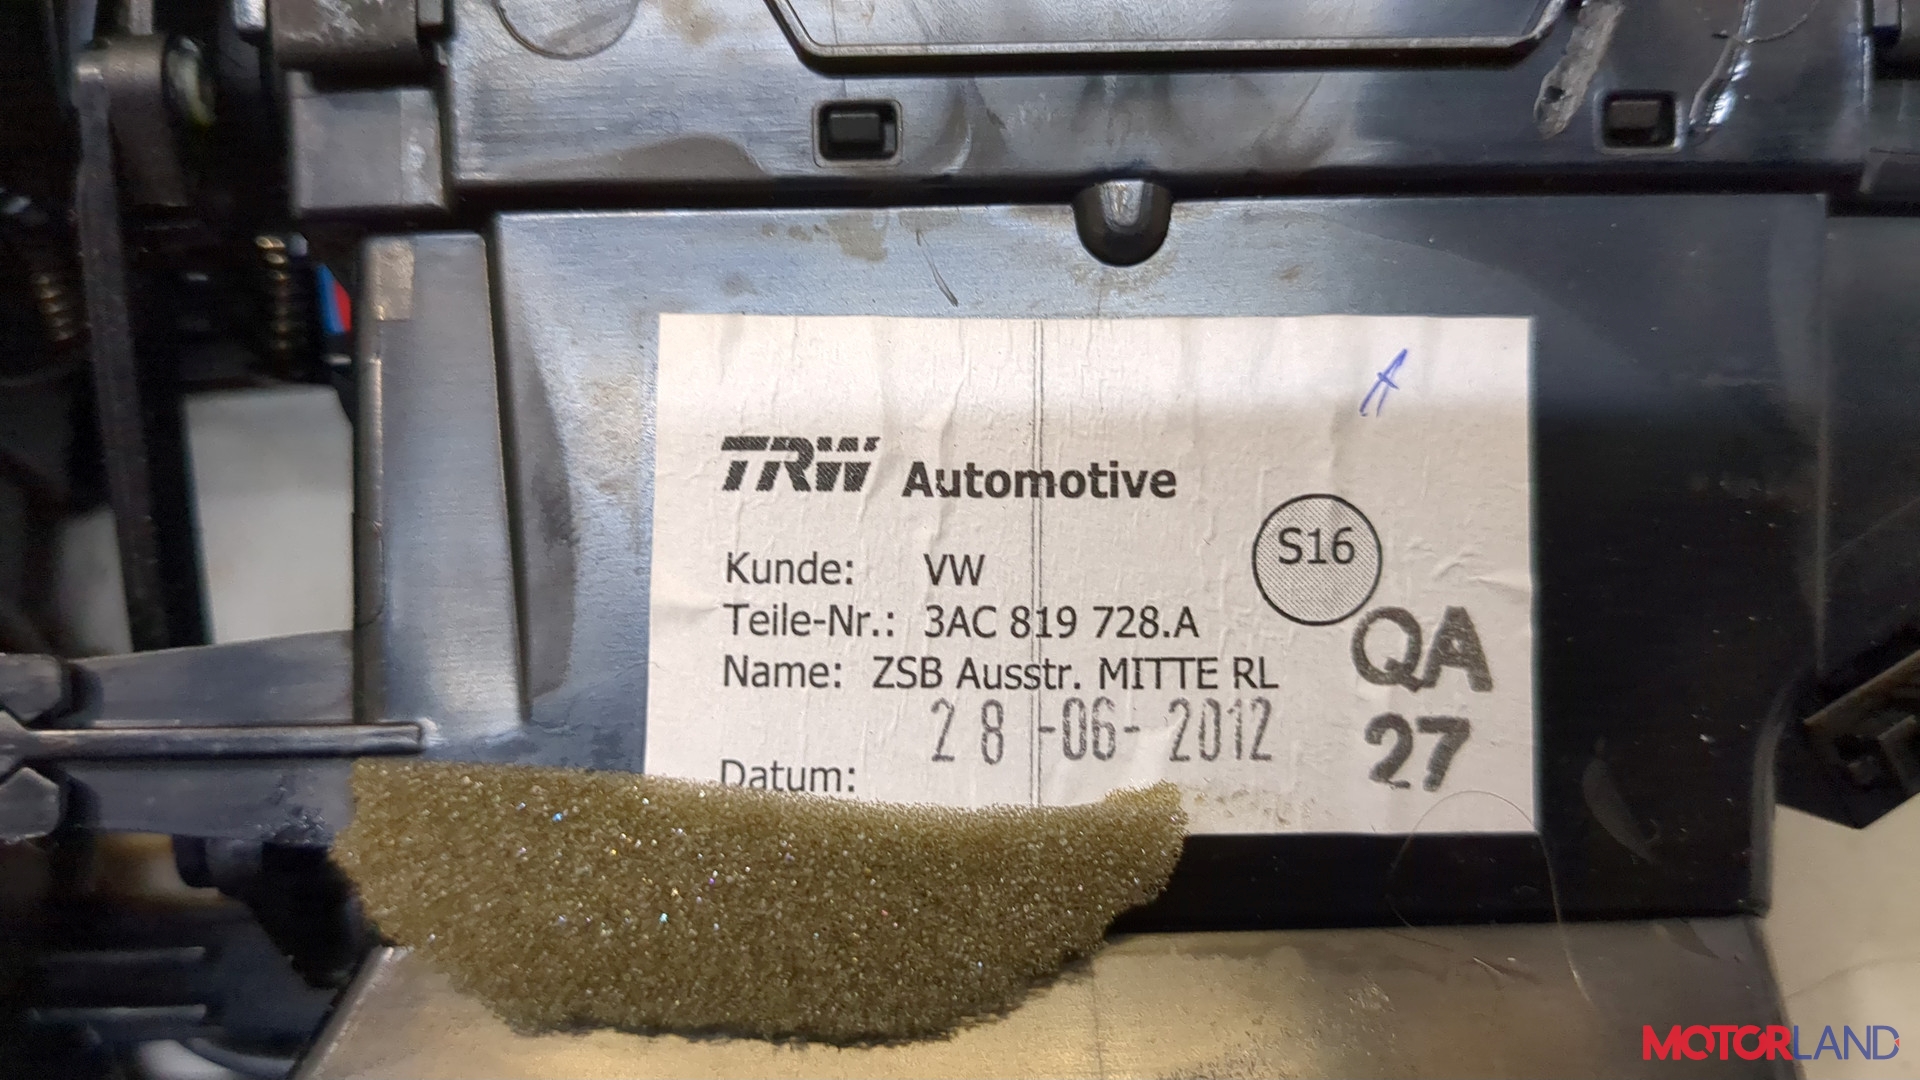 TRW Automotive
S16
Kunde: VW
Teile-Nr.: 3AC 819 728.A
Name: ZSB Ausstr. MITTE RL
QA
28-06-2012
27
Datum:
MOTORLAND